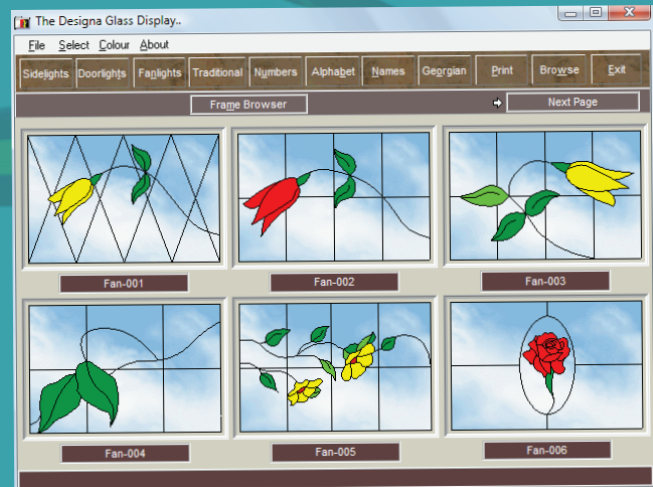 The Designa Glass Display..
File Select Colour About
Sidelights Doorlights Fanlights Traditional Numbers Alphabet Names Georgian Print Browse Exit
Frame Browser Next Page
Fan-001 Fan-002 Fan-003
Fan-004 Fan-005 Fan-006